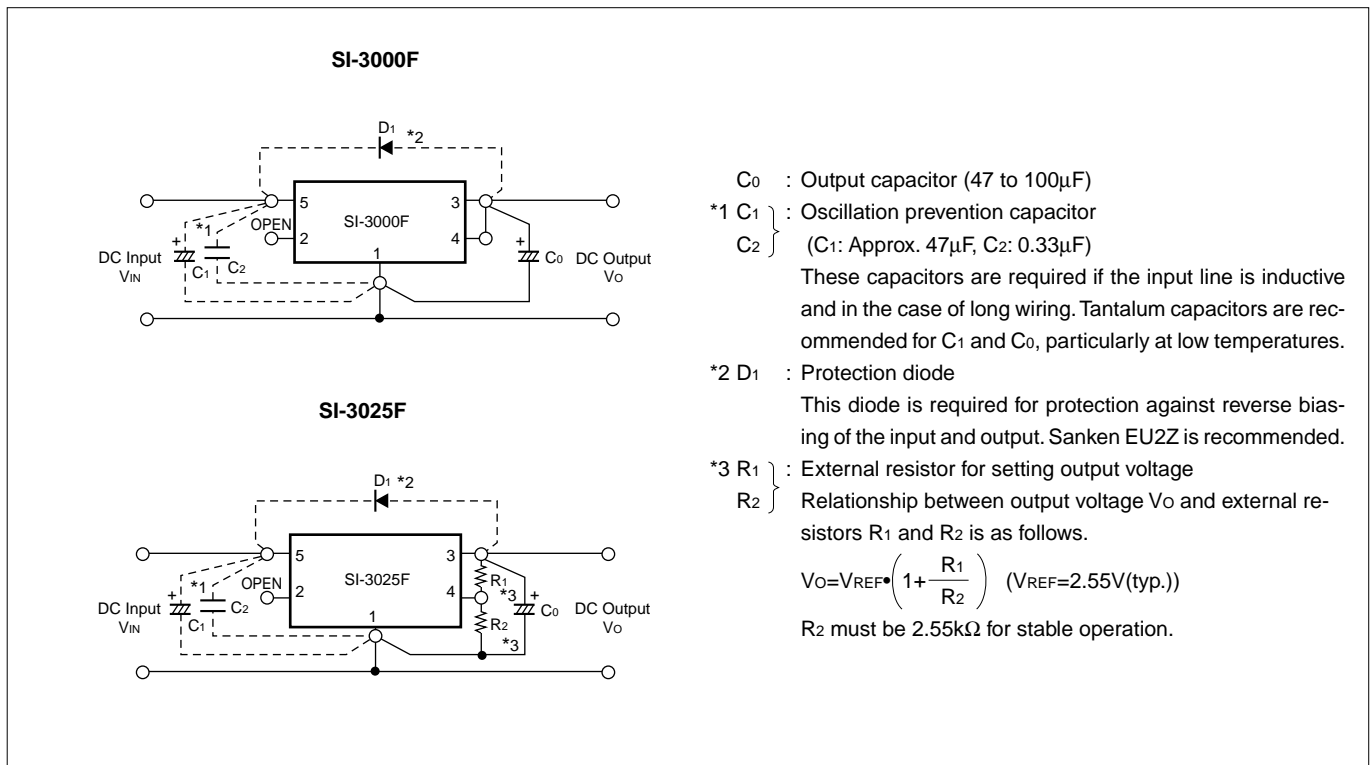 SI-3000F
D1 *2
5
SI-3000F
3
*1
OPEN
2
4
1
+
+
DC Input
VIN
C1
C2
C0
DC Output
VO
SI-3025F
D1 *2
5
SI-3025F
3
*1
OPEN
2
4
1
R1
*3
R2
*3
+
+
DC Input
VIN
C1
C2
C0
DC Output
VO
C0 : Output capacitor (47 to 100μF)
*1 C1 : Oscillation prevention capacitor
C2 (C1: Approx. 47μF, C2: 0.33μF)
These capacitors are required if the input line is inductive
and in the case of long wiring. Tantalum capacitors are rec-
ommended for C1 and C0, particularly at low temperatures.
*2 D1 : Protection diode
This diode is required for protection against reverse bias-
ing of the input and output. Sanken EU2Z is recommended.
*3 R1 : External resistor for setting output voltage
R2 Relationship between output voltage VO and external re-
sistors R1 and R2 is as follows.
VO=VREF•(1+R1/R2) (VREF=2.55V(typ.))
R2 must be 2.55kΩ for stable operation.